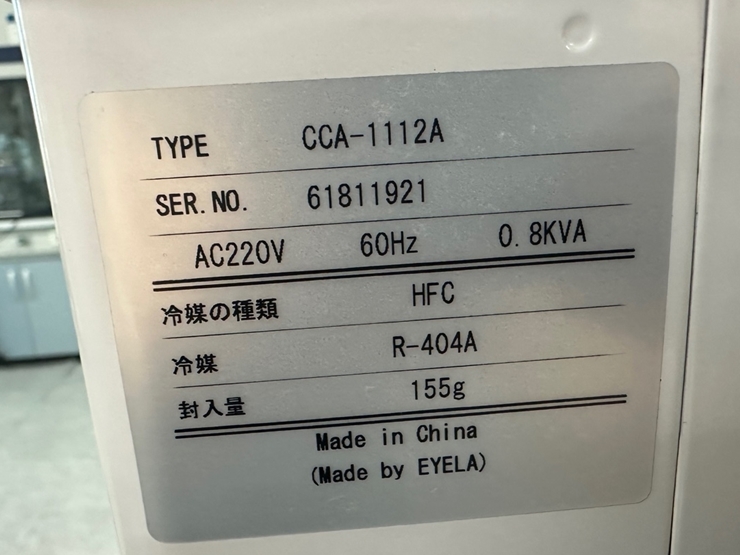 TYPE CCA-1112A
SER. NO. 61811921
AC220V 60Hz 0.8KVA
冷媒の種類 HFC
冷媒 R-404A
封入量 155g
Made in China
(Made by EYELA)